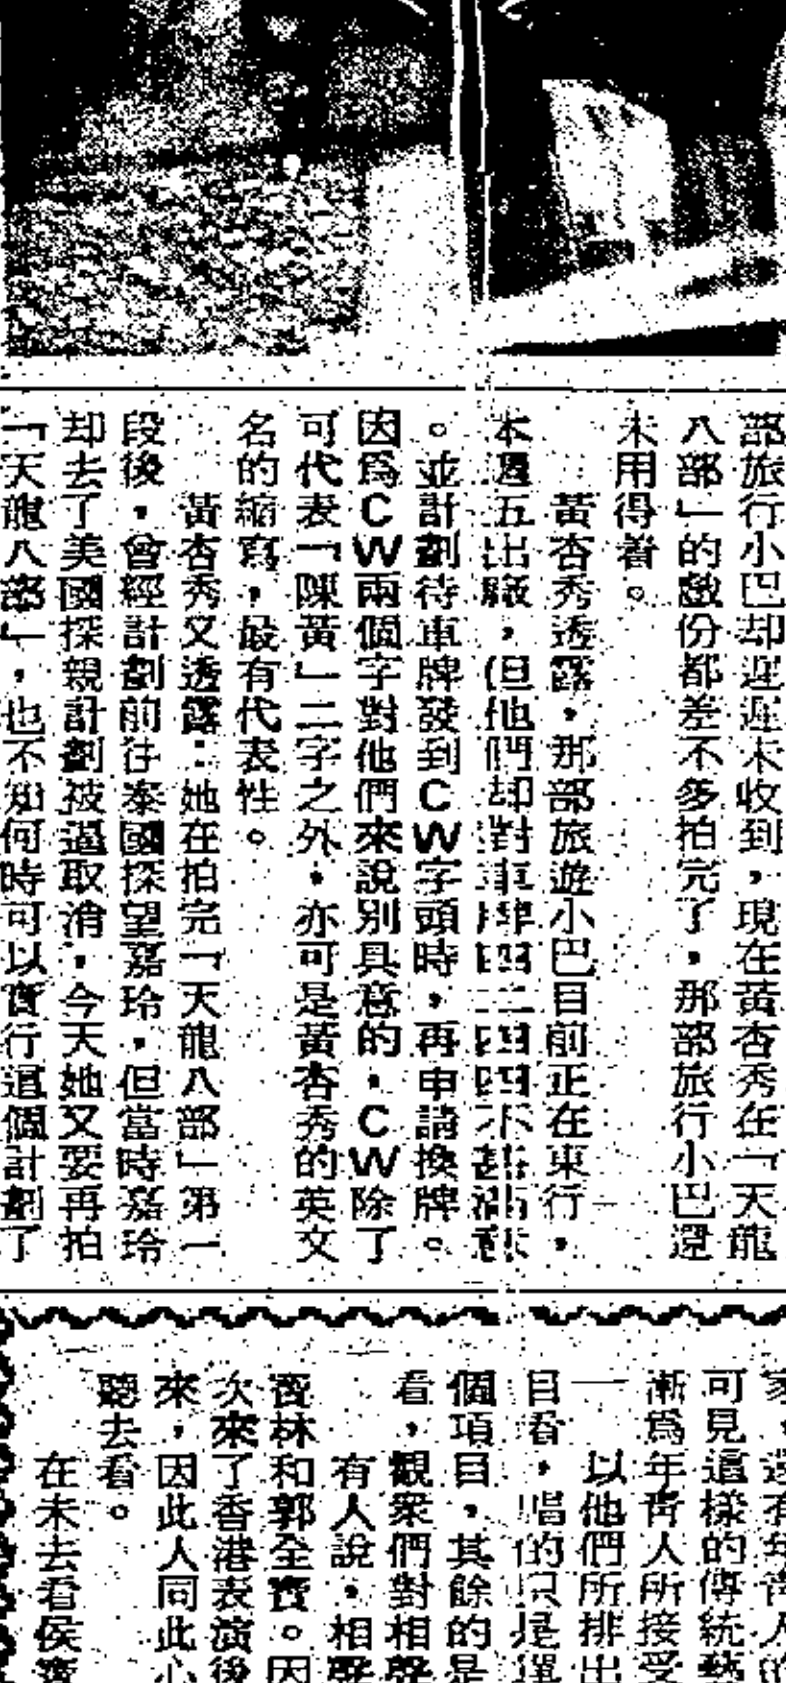 部旅行小巴却遲遲未收到，現在黃杏秀在「天龍
八部」的戲份都差不多拍完了，那部旅行小巴還
未用得着。
黃杏秀透露，那部旅遊小巴目前正在東行，
本週五出廠，但他們却對車牌
。並計劃待車牌發到CW字頭時，再申請換牌。
因爲CW兩個字對他們來說別具意的，CW除了
可代表「陳黃」二字之外，亦可是黃杏秀的英文
名的縮寫，最有代表性。
黃杏秀又透露：她在拍完「天龍八部」第一
段後，曾經計劃前往泰國探望嘉玲，但當時嘉玲
却去了美國探親計劃被逼取消，今天她又要再拍
「天龍八部」，也不知何時可以實行這個計劃了
可見這樣的傳統藝
漸爲年靑人所接受
以他們所排出
目看，唱的只是選
個項目，其餘的是
看，觀衆們對相聲
有人說，相聲
林和郭全寶。因
次來了香港表演後
來，因此人同此心
聽去看。
在未去看侯寶